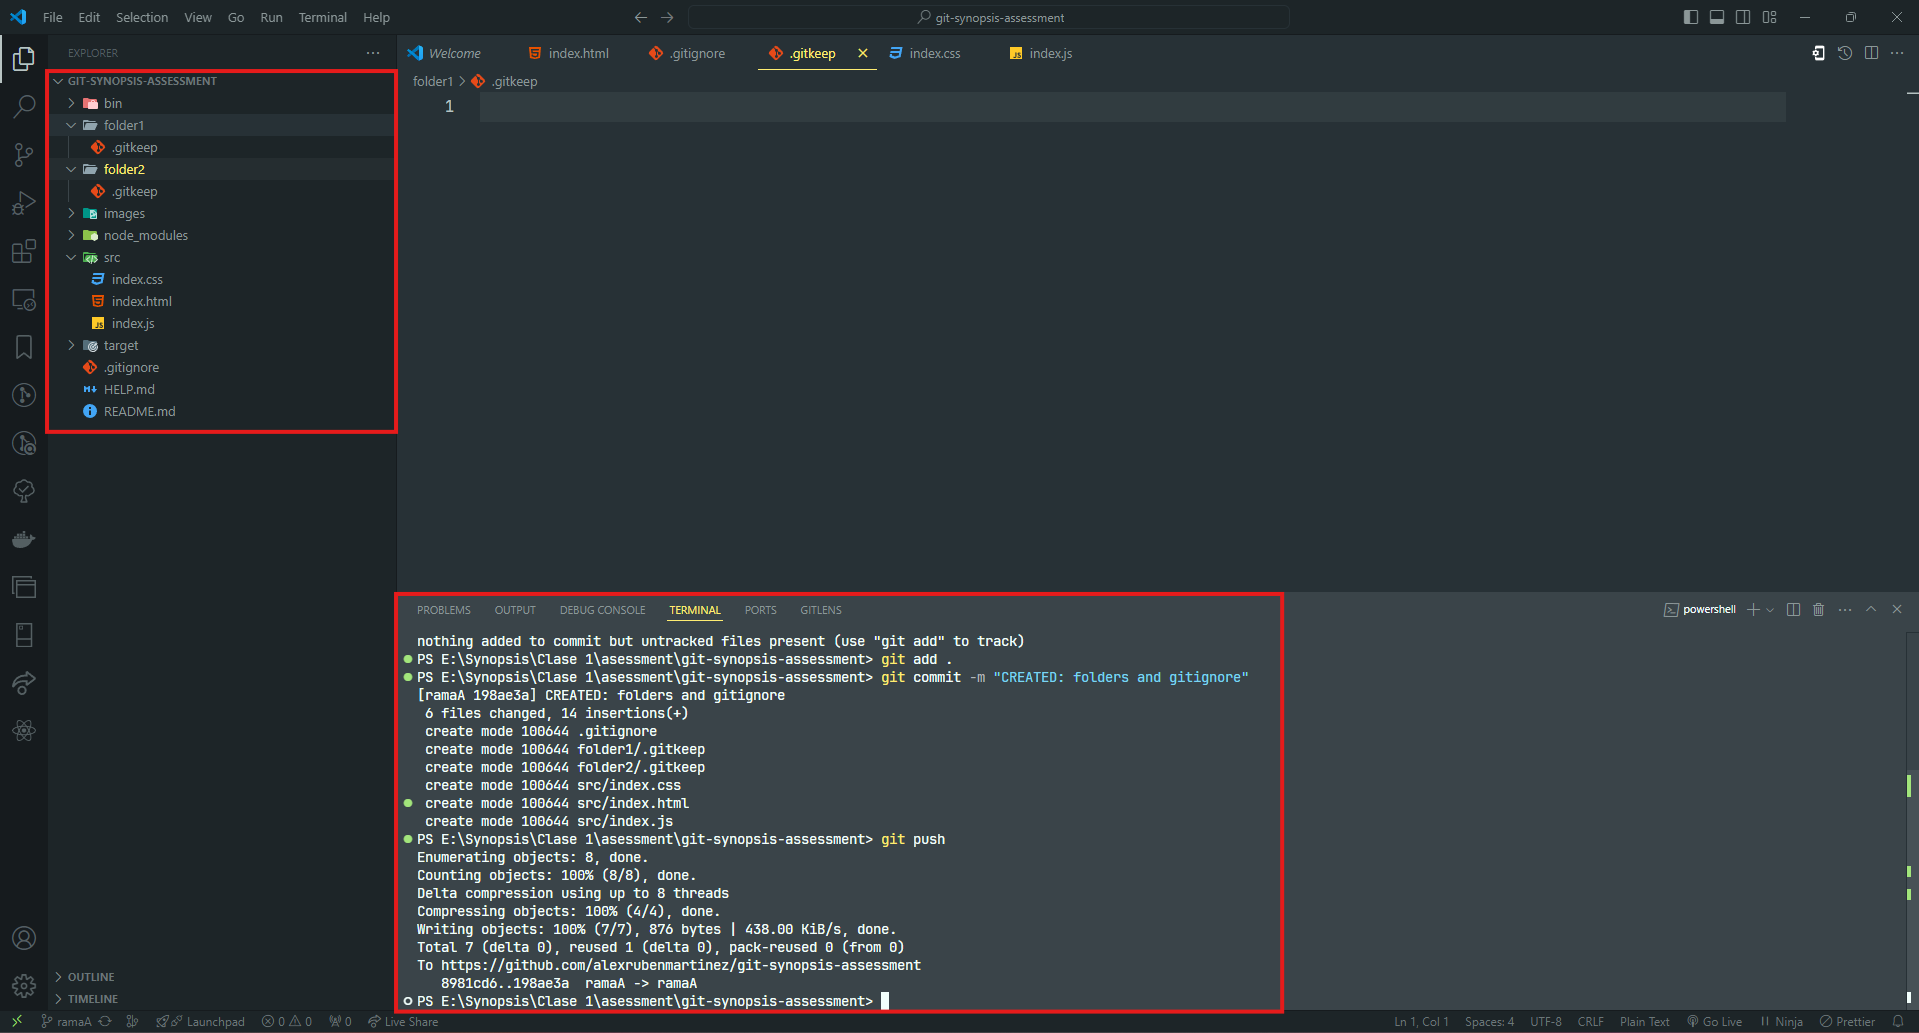 File Edit Selection View Go Run Terminal Help
git-synopsis-assessment
EXPLORER
GIT-SYNOPSIS-ASSESSMENT
bin
folder1
.gitkeep
folder2
.gitkeep
images
node_modules
src
index.css
index.html
index.js
target
.gitignore
HELP.md
README.md
OUTLINE
TIMELINE
Welcome index.html .gitignore .gitkeep index.css index.js
folder1 > .gitkeep
1
PROBLEMS OUTPUT DEBUG CONSOLE TERMINAL PORTS GITLENS
powershell
nothing added to commit but untracked files present (use "git add" to track)
PS E:\Synopsis\Clase 1\asessment\git-synopsis-assessment> git add .
PS E:\Synopsis\Clase 1\asessment\git-synopsis-assessment> git commit -m "CREATED: folders and gitignore"
[ramaA 198ae3a] CREATED: folders and gitignore
6 files changed, 14 insertions(+)
create mode 100644 .gitignore
create mode 100644 folder1/.gitkeep
create mode 100644 folder2/.gitkeep
create mode 100644 src/index.css
create mode 100644 src/index.html
create mode 100644 src/index.js
PS E:\Synopsis\Clase 1\asessment\git-synopsis-assessment> git push
Enumerating objects: 8, done.
Counting objects: 100% (8/8), done.
Delta compression using up to 8 threads
Compressing objects: 100% (4/4), done.
Writing objects: 100% (7/7), 876 bytes | 438.00 KiB/s, done.
Total 7 (delta 0), reused 1 (delta 0), pack-reused 0 (from 0)
To https://github.com/alexrubenmartinez/git-synopsis-assessment
8981cd6..198ae3a ramaA -> ramaA
PS E:\Synopsis\Clase 1\asessment\git-synopsis-assessment>
ramaA Launchpad 0 0 0 Live Share Ln 1, Col 1 Spaces: 4 UTF-8 CRLF Plain Text Go Live Ninja Prettier